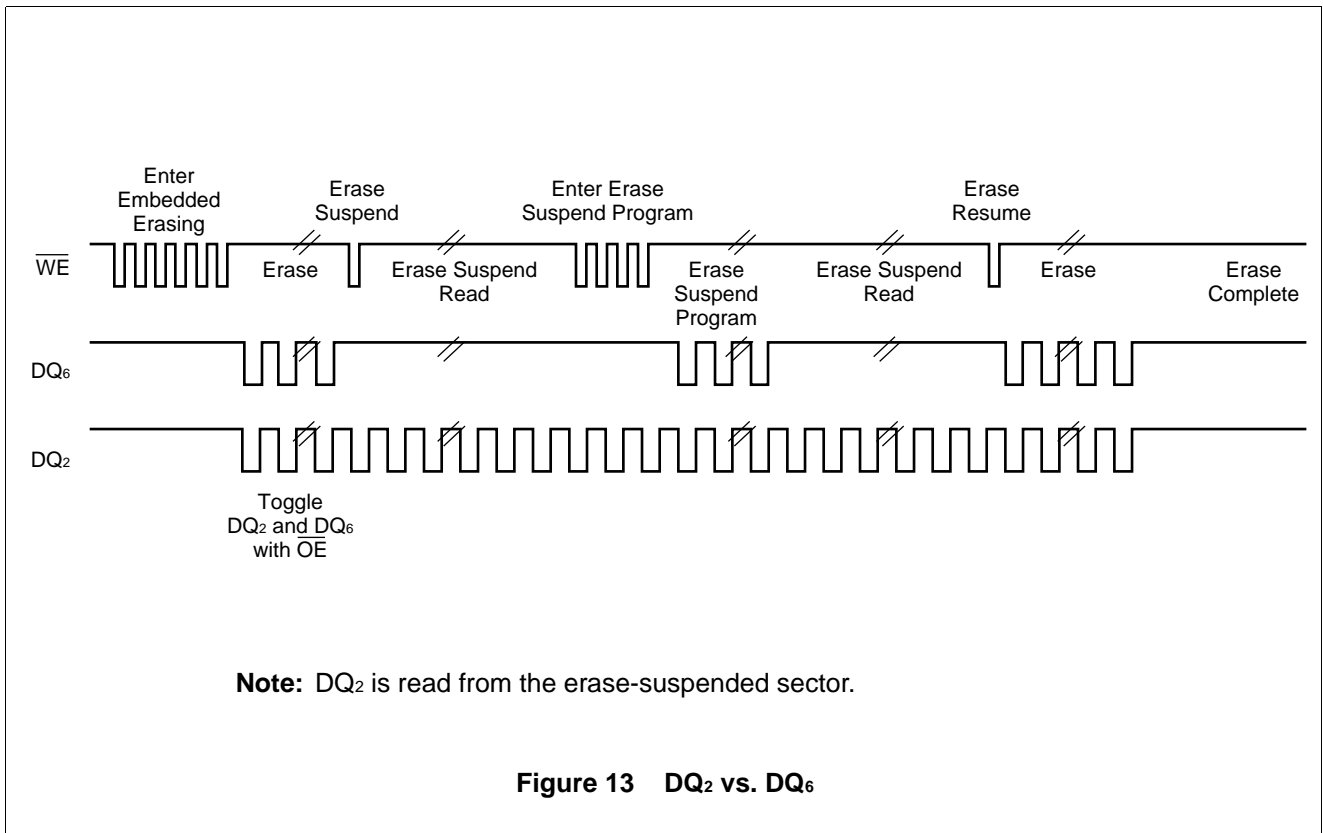 Enter
Embedded
Erasing
Erase
Suspend
Enter Erase
Suspend Program
Erase
Resume
WE
Erase
Erase Suspend
Read
Erase
Suspend
Program
Erase Suspend
Read
Erase
Erase
Complete
DQ6
DQ2
Toggle
DQ2 and DQ6
with OE
Note: DQ2 is read from the erase-suspended sector.
Figure 13 DQ2 vs. DQ6